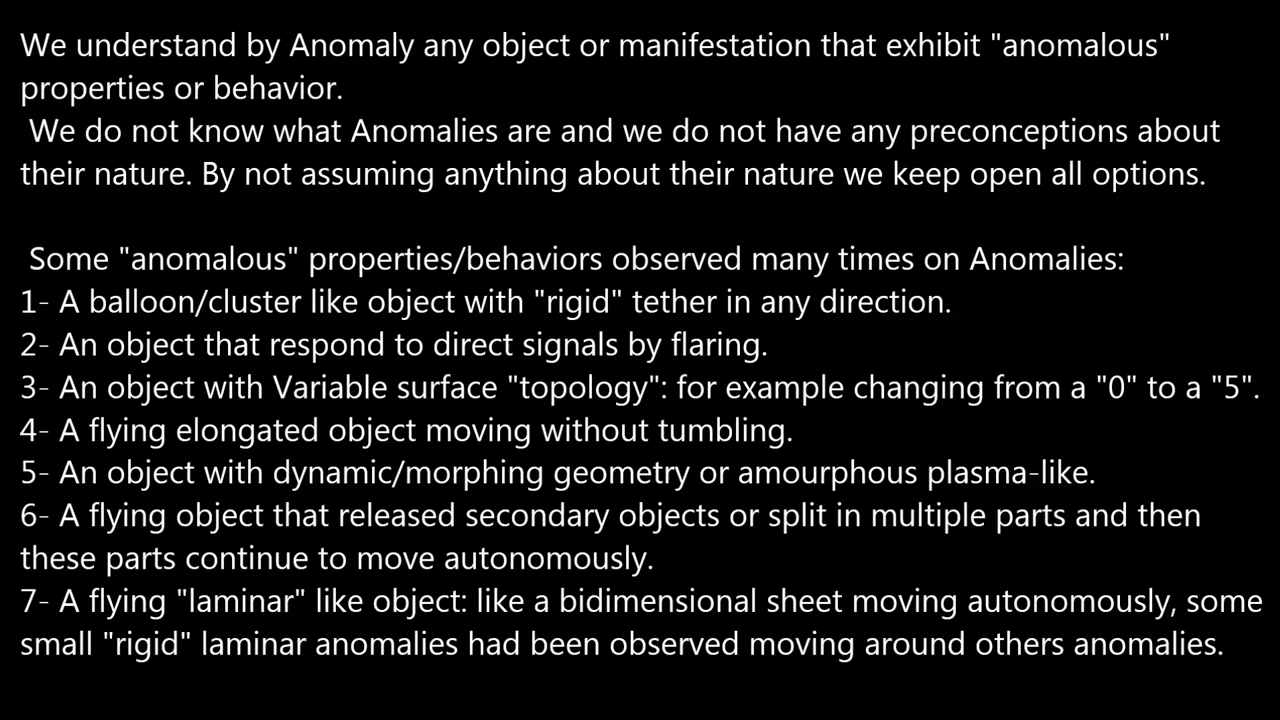 We understand by Anomaly any object or manifestation that exhibit "anomalous"
properties or behavior.
We do not know what Anomalies are and we do not have any preconceptions about
their nature. By not assuming anything about their nature we keep open all options.
Some "anomalous" properties/behaviors observed many times on Anomalies:
1- A balloon/cluster like object with "rigid" tether in any direction.
2- An object that respond to direct signals by flaring.
3- An object with Variable surface "topology": for example changing from a "0" to a "5".
4- A flying elongated object moving without tumbling.
5- An object with dynamic/morphing geometry or amourphous plasma-like.
6- A flying object that released secondary objects or split in multiple parts and then
these parts continue to move autonomously.
7- A flying "laminar" like object: like a bidimensional sheet moving autonomously, some
small "rigid" laminar anomalies had been observed moving around others anomalies.